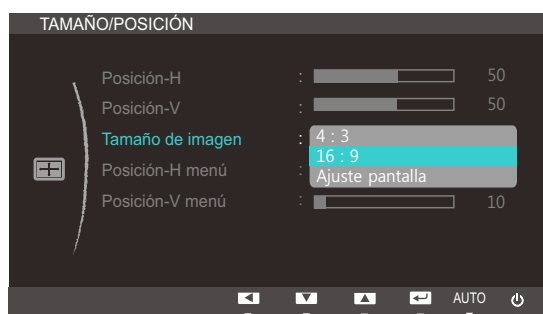 TAMAÑO/POSICIÓN
Posición-H : 50
Posición-V : 50
Tamaño de imagen : 4 : 3
16 : 9
Posición-H menú : Ajuste pantalla
Posición-V menú : 10
AUTO